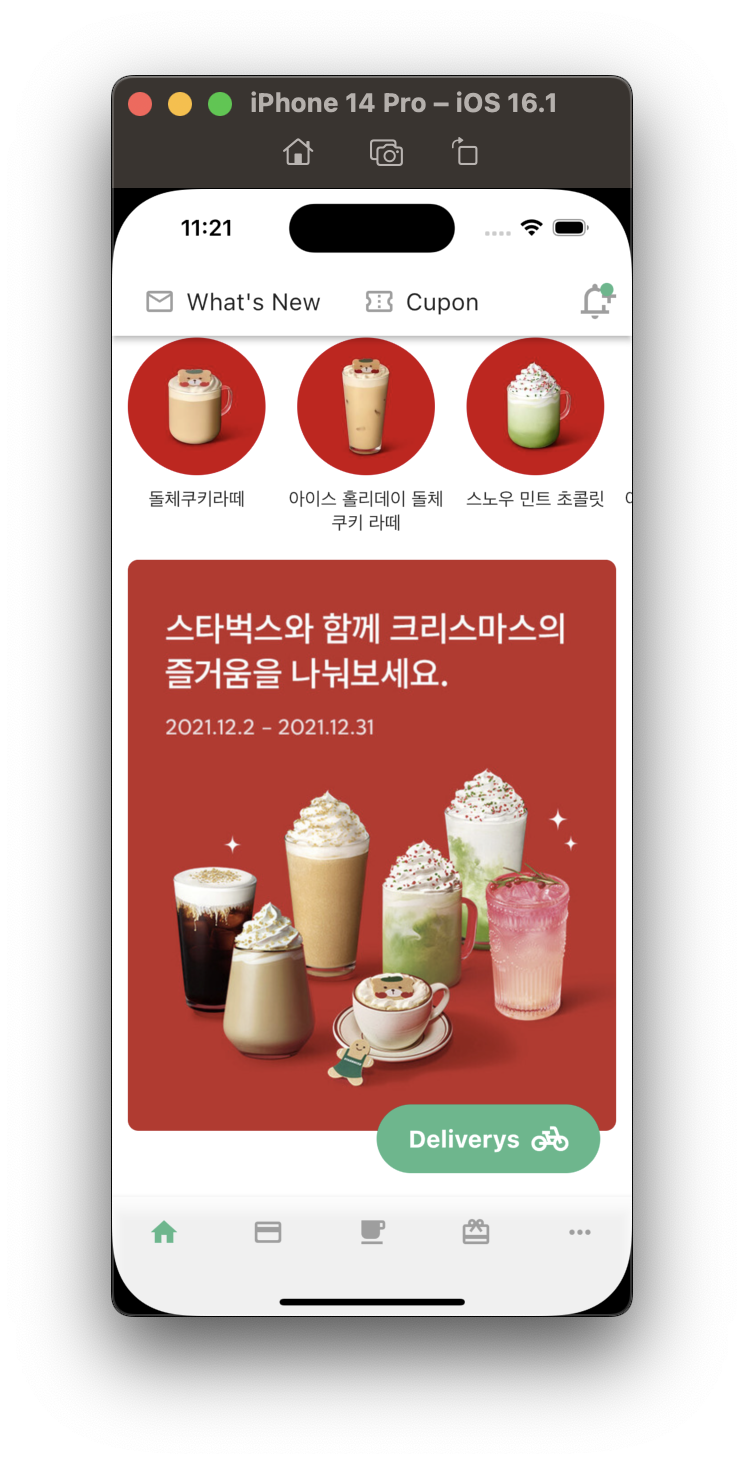 iPhone 14 Pro – iOS 16.1
11:21
What's New
Cupon
돌체쿠키라떼
아이스 홀리데이 돌체
쿠키 라떼
스노우 민트 초콜릿
스타벅스와 함께 크리스마스의
즐거움을 나눠보세요.
2021.12.2 – 2021.12.31
Deliverys